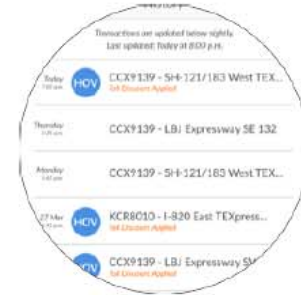 Transactions are updated below nightly.
Last updated: Today at 8:00 p.m.
Today
HOV
CCX9139 - SH-121/183 West TEX...
Toll Discount Applied
Thursday
CCX9139 - LBJ Expressway SE 132
Monday
CCX9139 - SH-121/183 West TEX...
27 Mar
HOV
KCR8010 - I-820 East TEXpress...
Toll Discount Applied
HOV
CCX9139 - LBJ Expressway
Toll Discount Applied